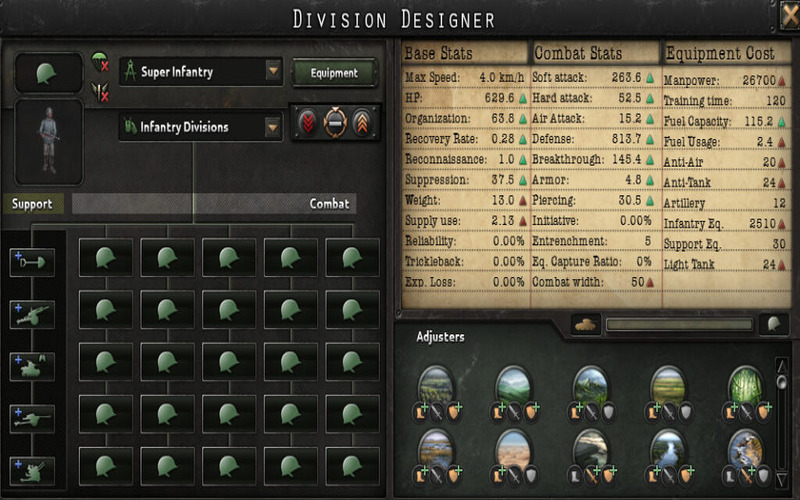 Division Designer
Super Infantry
Equipment
Infantry Divisions
Support
Combat
Base Stats
Max Speed: 4.0 km/h
HP: 629.6
Organization: 63.8
Recovery Rate: 0.28
Reconnaissance: 1.0
Suppression: 37.5
Weight: 13.0
Supply use: 2.13
Reliability: 0.00%
Trickleback: 0.00%
Exp. Loss: 0.00%
Combat Stats
Soft attack: 263.6
Hard attack: 52.5
Air Attack: 15.2
Defense: 813.7
Breakthrough: 145.4
Armor: 4.8
Piercing: 30.5
Initiative: 0.00%
Entrenchment: 5
Eq. Capture Ratio: 0%
Combat width: 50
Equipment Cost
Manpower: 26700
Training time: 120
Fuel Capacity: 115.2
Fuel Usage: 2.4
Anti-Air 20
Anti-Tank 24
Artillery 12
Infantry Eq. 2510
Support Eq. 30
Light Tank 24
Adjusters